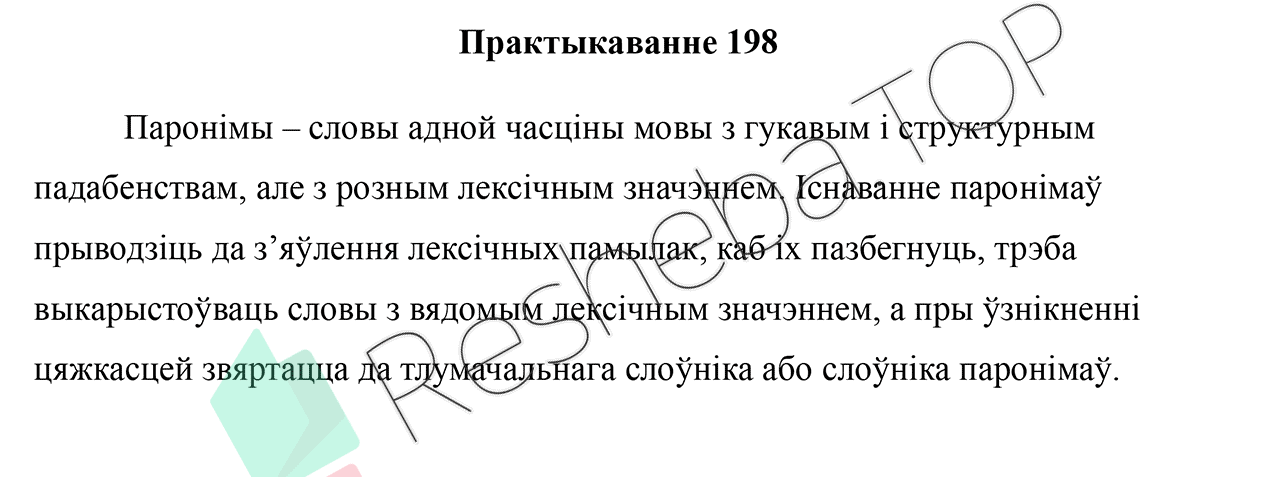 Практыкаванне 198
Паронімы – словы адной часціны мовы з гукавым і структурным
падабенствам, але з розным лексічным значэннем. Існаванне паронімаў
прыводзіць да з’яўлення лексічных памылак, каб іх пазбегнуць, трэба
выкарыстоўваць словы з вядомым лексічным значэннем, а пры ўзнікненні
цяжкасцей звяртацца да тлумачальнага слоўніка або слоўніка паронімаў.
Resheba.TOP